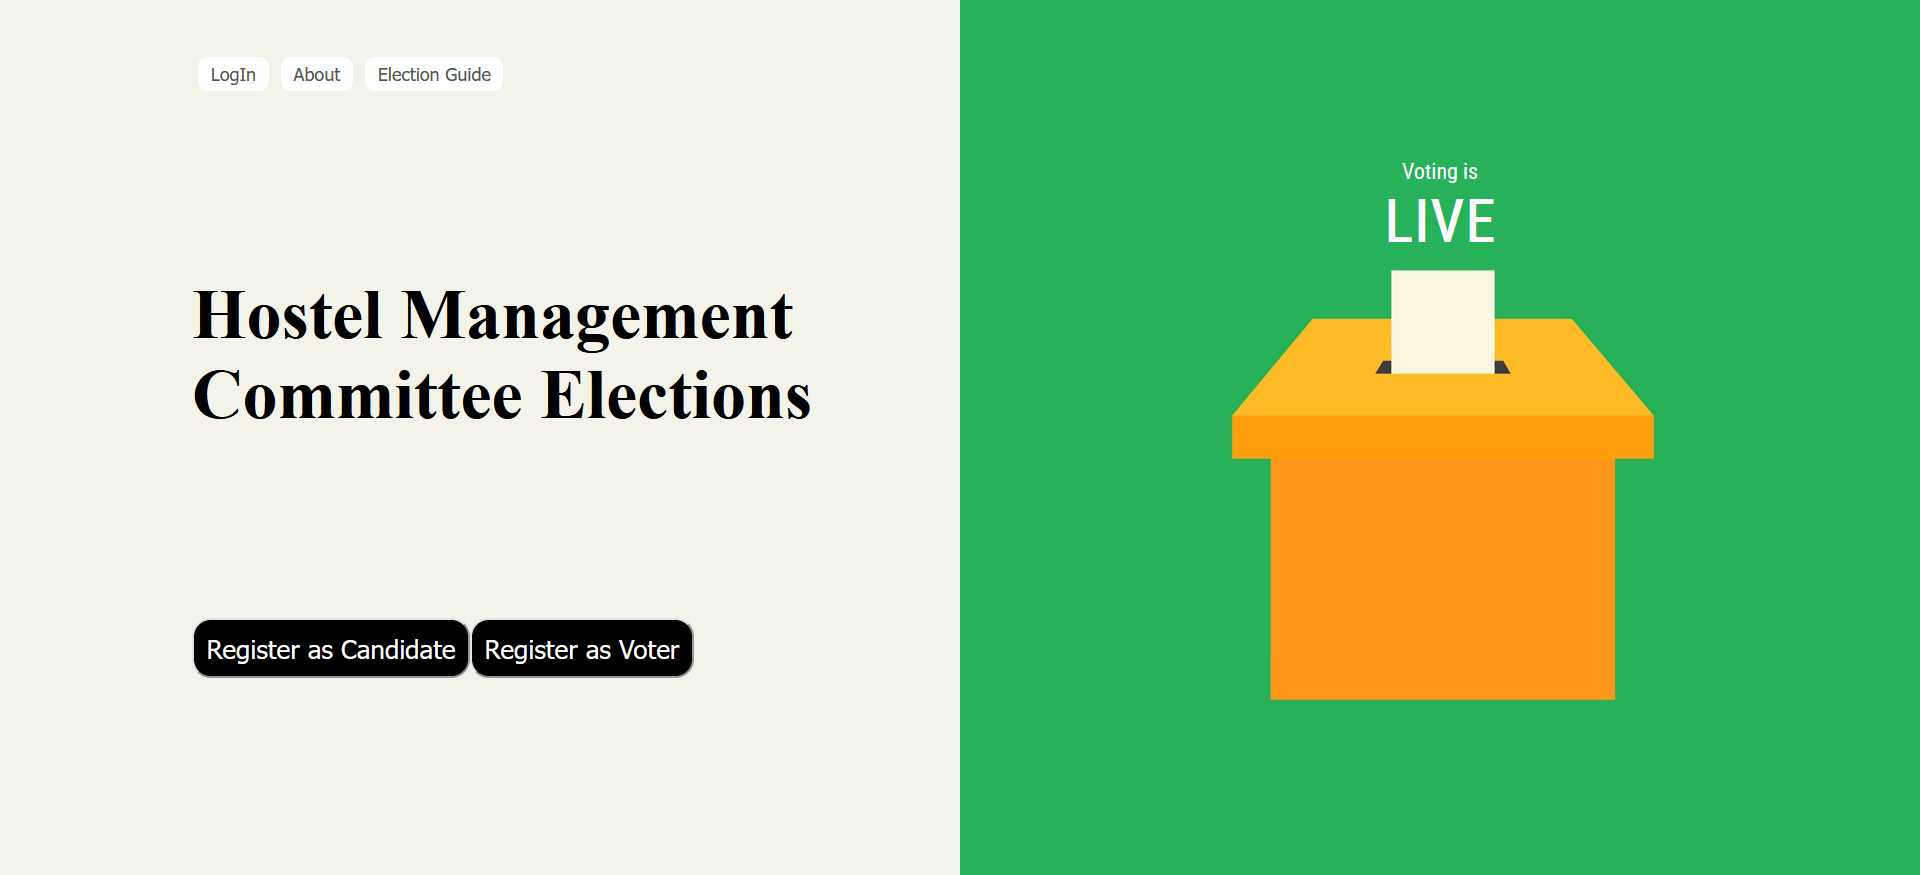 LogIn About Election Guide
Hostel Management
Committee Elections
Register as Candidate Register as Voter
Voting is
LIVE